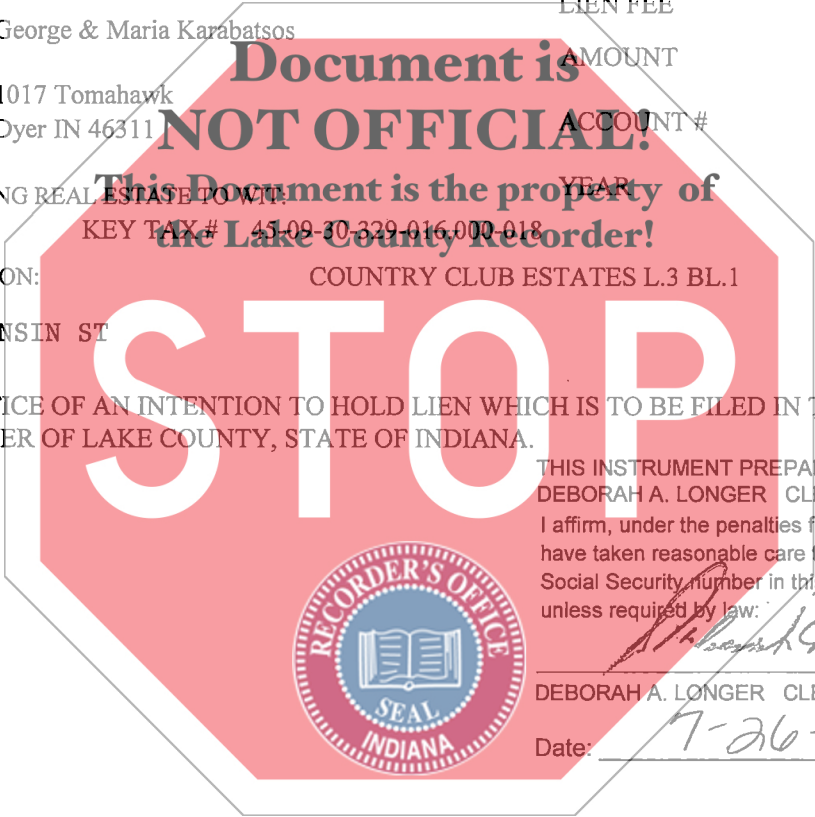 LIEN FEE
George & Maria Karabatsos
Document is
AMOUNT
1017 Tomahawk
Dyer IN 46311
NOT OFFICIAL!
ACCOUNT #
NG REAL ESTATE TO WIT:
This Document is the property of
YEAR
KEY TAX # 45-09-30-329-016.000-018
the Lake County Recorder!
ON:
COUNTRY CLUB ESTATES L.3 BL.1
NSIN ST
STOP
ICE OF AN INTENTION TO HOLD LIEN WHICH IS TO BE FILED IN T
ER OF LAKE COUNTY, STATE OF INDIANA.
THIS INSTRUMENT PREPA
DEBORAH A. LONGER CLE
I affirm, under the penalties f
have taken reasonable care t
Social Security number in thi
unless required by law:
RECORDER'S OFFICE
SEAL
INDIANA
DEBORAH A. LONGER CLE
Date: 7-26-